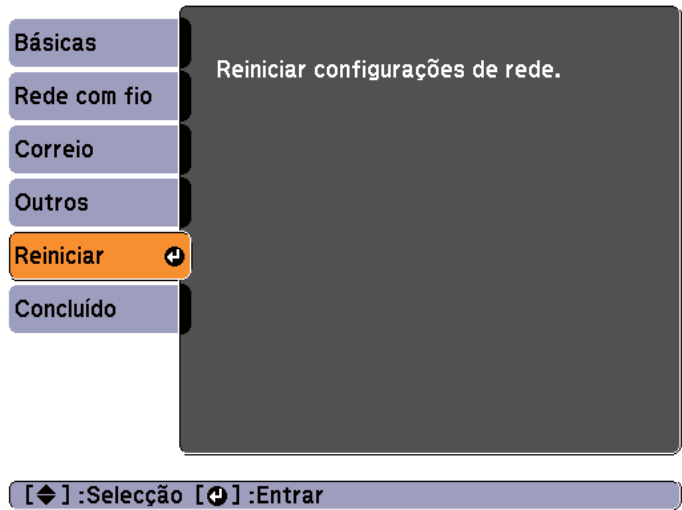 Básicas
Rede com fio
Correio
Outros
Reiniciar
Concluído
Reiniciar configurações de rede.
[◆] :Selecção [⏎] :Entrar